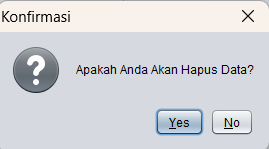 Konfirmasi
Apakah Anda Akan Hapus Data?
Yes No